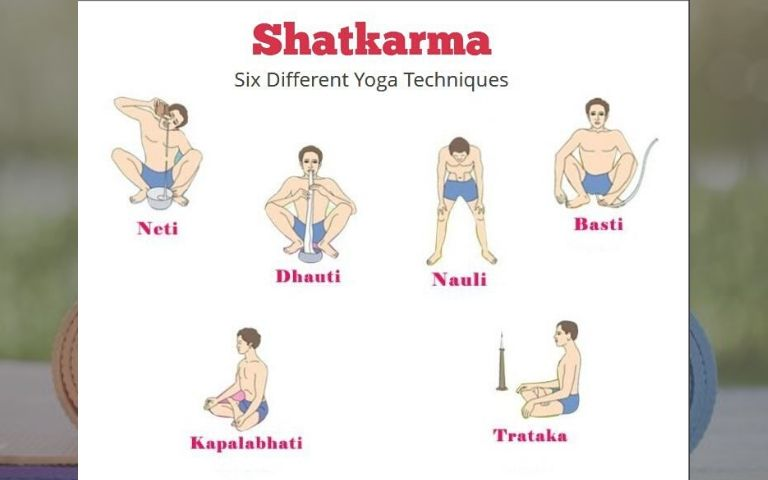 Shatkarma
Six Different Yoga Techniques
Neti
Dhauti
Nauli
Basti
Kapalabhati
Trataka